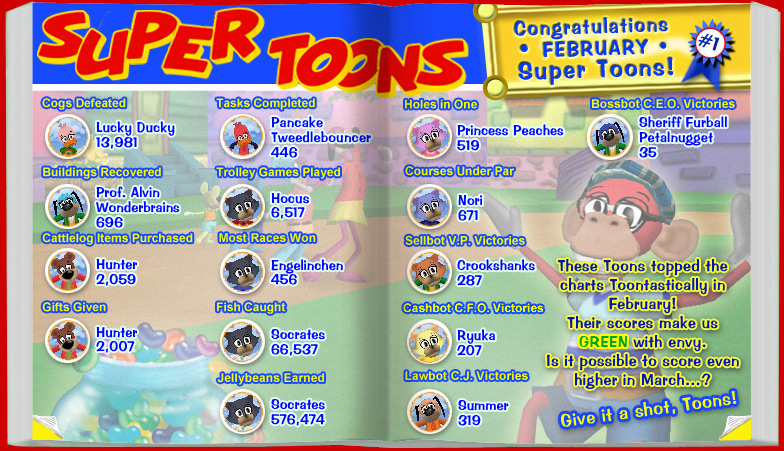 SUPER TOONS
Congratulations
• FEBRUARY •
Super Toons!
#1
Cogs Defeated
Lucky Ducky
13,981
Buildings Recovered
Prof. Alvin
Wonderbrains
696
Cattlelog Items Purchased
Hunter
2,059
Gifts Given
Hunter
2,007
Tasks Completed
Pancake
Tweedlebouncer
446
Trolley Games Played
Hocus
6,517
Most Races Won
Engelinchen
456
Fish Caught
Socrates
66,537
Jellybeans Earned
Socrates
576,474
Holes in One
Princess Peaches
519
Courses Under Par
Nori
671
Sellbot V.P. Victories
Crookshanks
287
Cashbot C.F.O. Victories
Ryuka
207
Lawbot C.J. Victories
Summer
319
Bossbot C.E.O. Victories
Sheriff Furball
Petalnugget
35
These Toons topped the
charts Toontastically in
February!
Their scores make us
GREEN with envy.
Is it possible to score even
higher in March...?
Give it a shot, Toons!